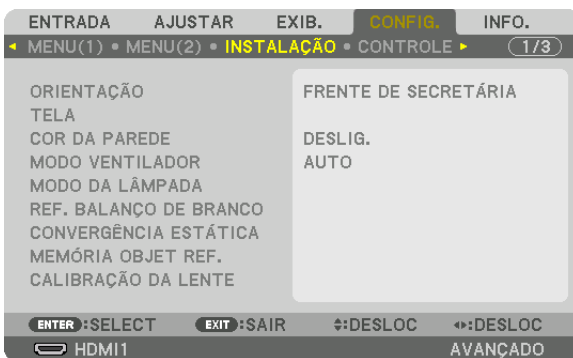 ENTRADA AJUSTAR EXIB. CONFIG. INFO.
MENU(1) • MENU(2) • INSTALAÇÃO • CONTROLE 1/3
ORIENTAÇÃO FRENTE DE SECRETÁRIA
TELA
COR DA PAREDE DESLIG.
MODO VENTILADOR AUTO
MODO DA LÂMPADA
REF. BALANÇO DE BRANCO
CONVERGÊNCIA ESTÁTICA
MEMÓRIA OBJET REF.
CALIBRAÇÃO DA LENTE
ENTER :SELECT EXIT :SAIR :DESLOC :DESLOC
HDMI1 AVANÇADO